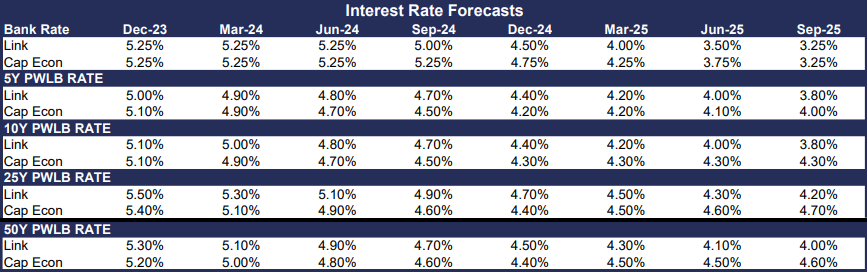 Interest Rate Forecasts
Bank Rate Dec-23 Mar-24 Jun-24 Sep-24 Dec-24 Mar-25 Jun-25 Sep-25
Link 5.25% 5.25% 5.25% 5.00% 4.50% 4.00% 3.50% 3.25%
Cap Econ 5.25% 5.25% 5.25% 5.25% 4.75% 4.25% 3.75% 3.25%
5Y PWLB RATE
Link 5.00% 4.90% 4.80% 4.70% 4.40% 4.20% 4.00% 3.80%
Cap Econ 5.10% 4.90% 4.70% 4.50% 4.20% 4.20% 4.10% 4.00%
10Y PWLB RATE
Link 5.10% 5.00% 4.80% 4.70% 4.40% 4.20% 4.00% 3.80%
Cap Econ 5.10% 4.90% 4.70% 4.50% 4.30% 4.30% 4.30% 4.30%
25Y PWLB RATE
Link 5.50% 5.30% 5.10% 4.90% 4.70% 4.50% 4.30% 4.20%
Cap Econ 5.40% 5.10% 4.90% 4.60% 4.40% 4.50% 4.60% 4.70%
50Y PWLB RATE
Link 5.30% 5.10% 4.90% 4.70% 4.50% 4.30% 4.10% 4.00%
Cap Econ 5.20% 5.00% 4.80% 4.60% 4.40% 4.50% 4.50% 4.60%